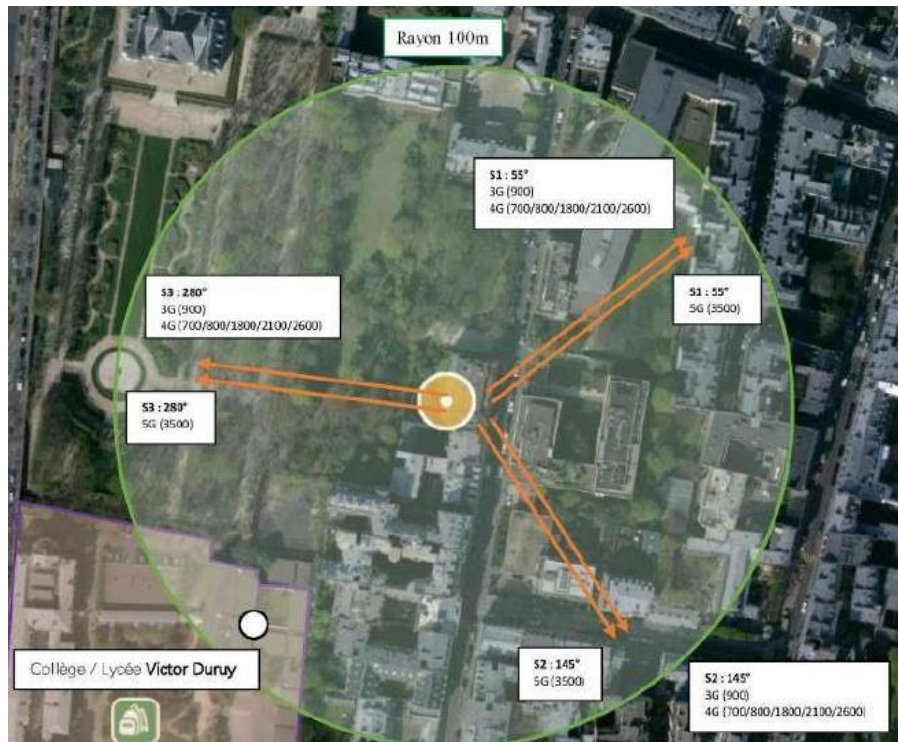 Rayon 100m
S1 : 55°
3G (900)
4G (700/800/1800/2100/2600)
S3 : 280°
3G (900)
4G (700/800/1800/2100/2600)
S1 : 55°
5G (3500)
S3 : 280°
5G (3500)
Collège / Lycée Victor Duruy
S2 : 145°
5G (3500)
S2 : 145°
3G (900)
4G (700/800/1800/2100/2600)